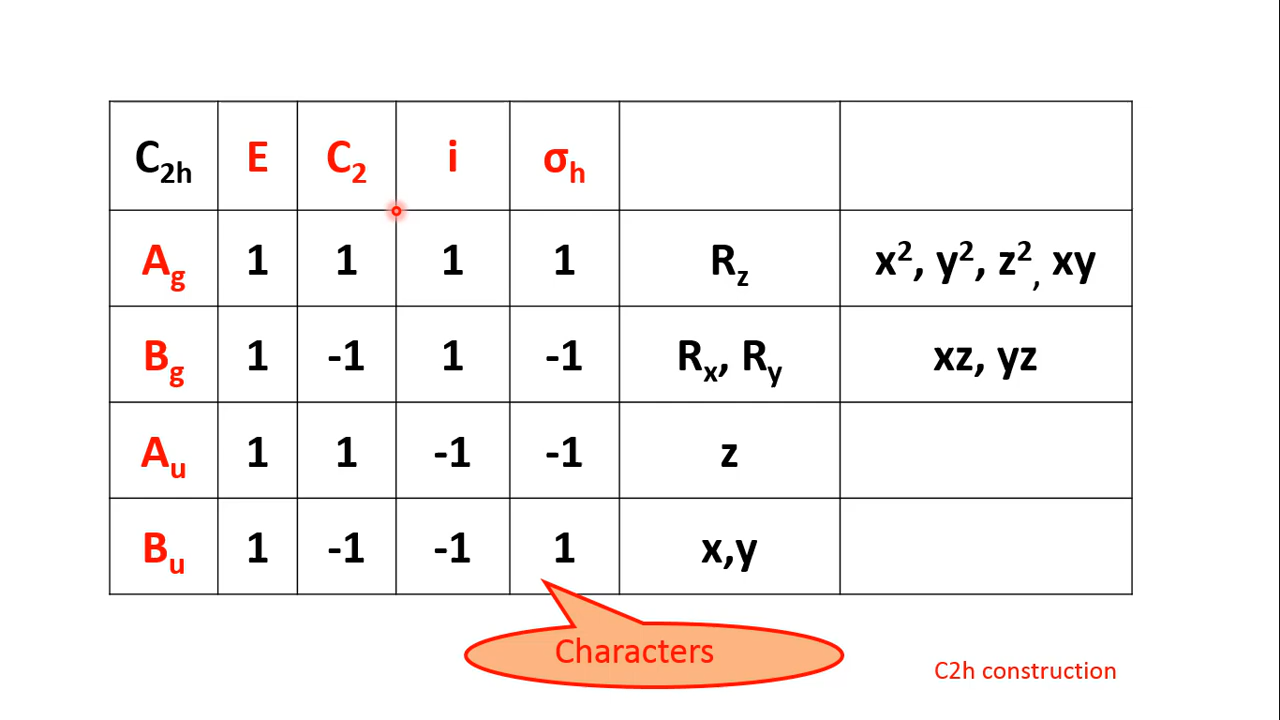 C2h E C2 i σh
Ag 1 1 1 1 Rz x², y², z², xy
Bg 1 -1 1 -1 Rx, Ry xz, yz
Au 1 1 -1 -1 z
Bu 1 -1 -1 1 x,y
Characters
C2h construction